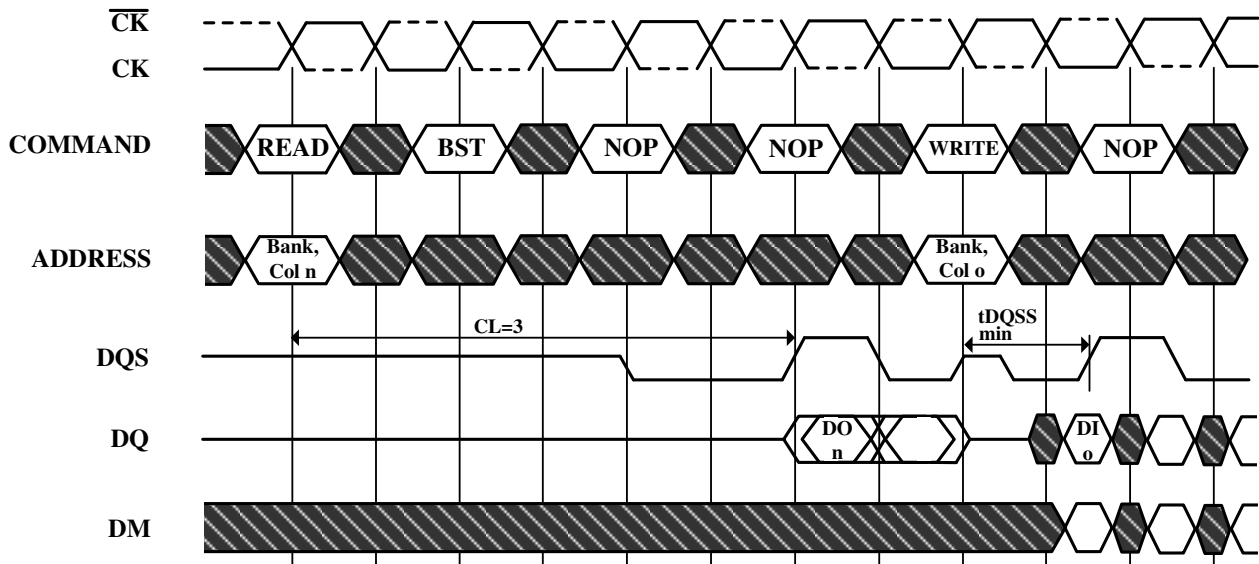 CK
CK
COMMAND
READ
BST
NOP
NOP
WRITE
NOP
ADDRESS
Bank,
Col n
Bank,
Col o
CL=3
tDQSS
min
DQS
DQ
DO
n
DI
o
DM